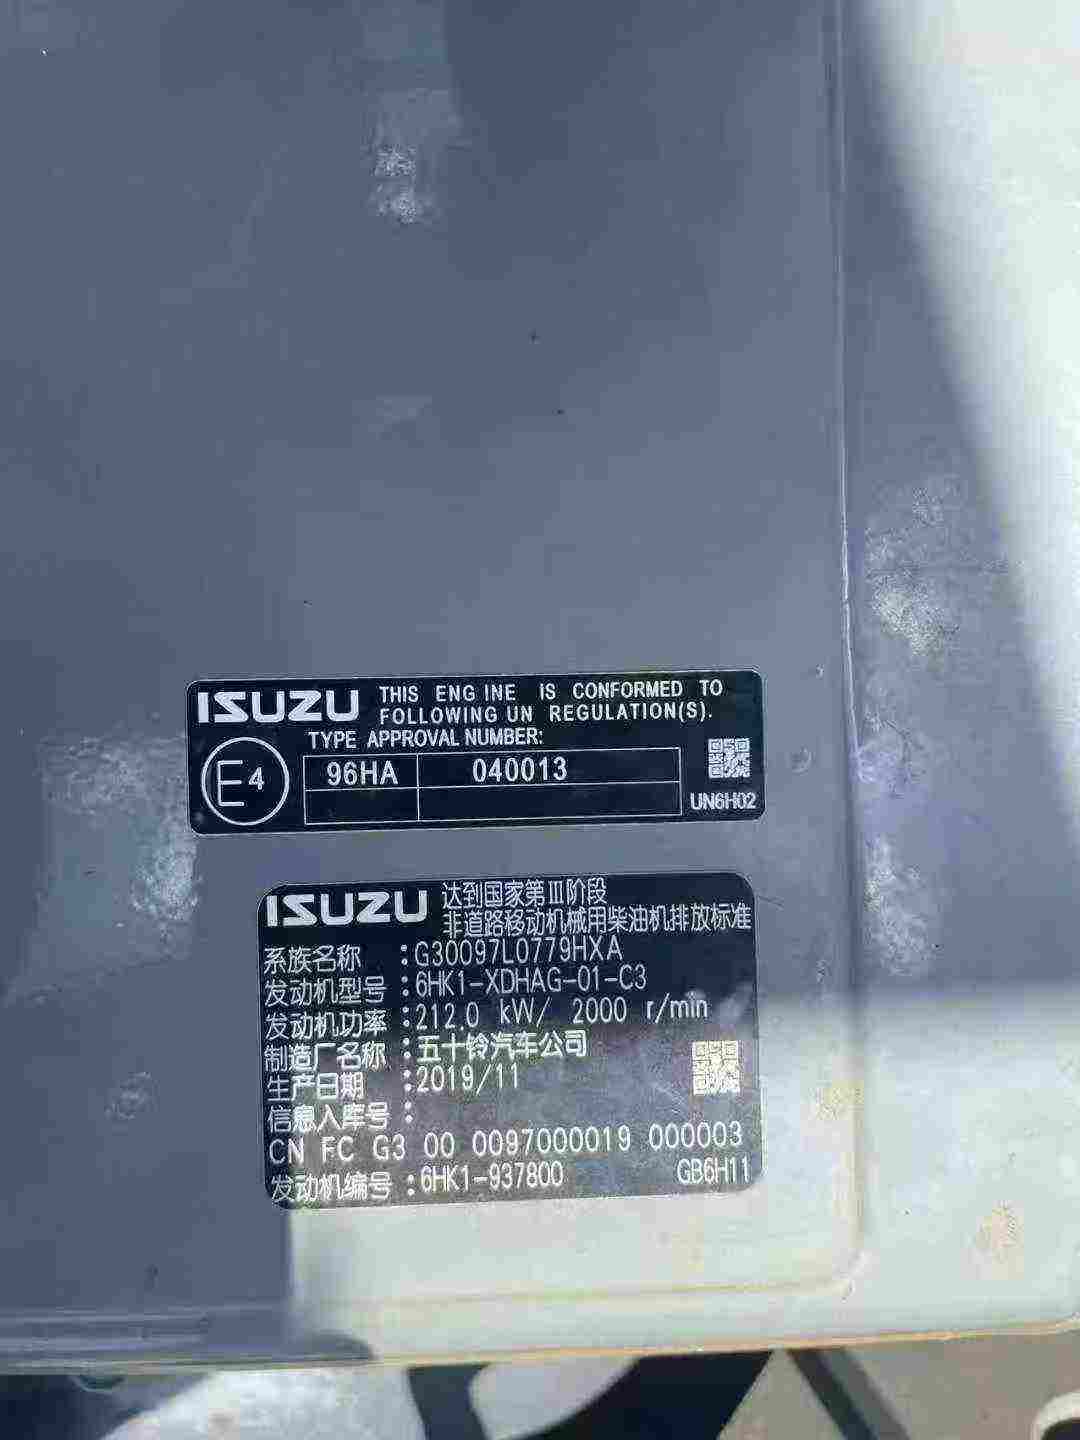 ISUZU THIS ENGINE IS CONFORMED TO
FOLLOWING UN REGULATION(S).
TYPE APPROVAL NUMBER:
E4 96HA 040013
UN6H02
ISUZU 达到国家第III阶段
非道路移动机械用柴油机排放标准
系族名称 :G30097L0779HXA
发动机型号 :6HK1-XDHAG-01-C3
发动机功率 :212.0 kW/ 2000 r/min
制造厂名称 :五十铃汽车公司
生产日期 :2019/11
信息入库号 :
CN FC G3 00 0097000019 000003
发动机编号 :6HK1-937800 GB6H11